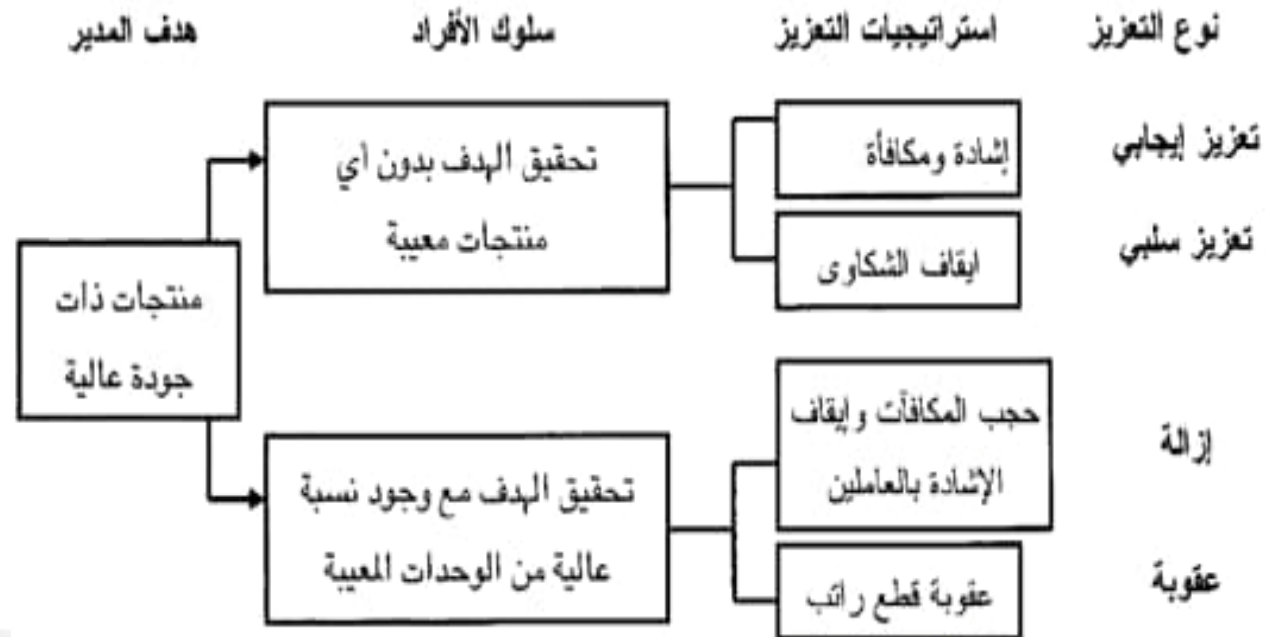 نوع التعزيز
استراتيجيات التعزيز
سلوك الأفراد
هدف المدير
تعزيز إيجابي
إشادة ومكافأة
تحقيق الهدف بدون أي
منتجات معيبة
تعزيز سلبي
ايقاف الشكاوى
منتجات ذات
جودة عالية
إزالة
حجب المكافآت وإيقاف
الإشادة بالعاملين
تحقيق الهدف مع وجود نسبة
عالية من الوحدات المعيبة
عقوبة
عقوبة قطع راتب